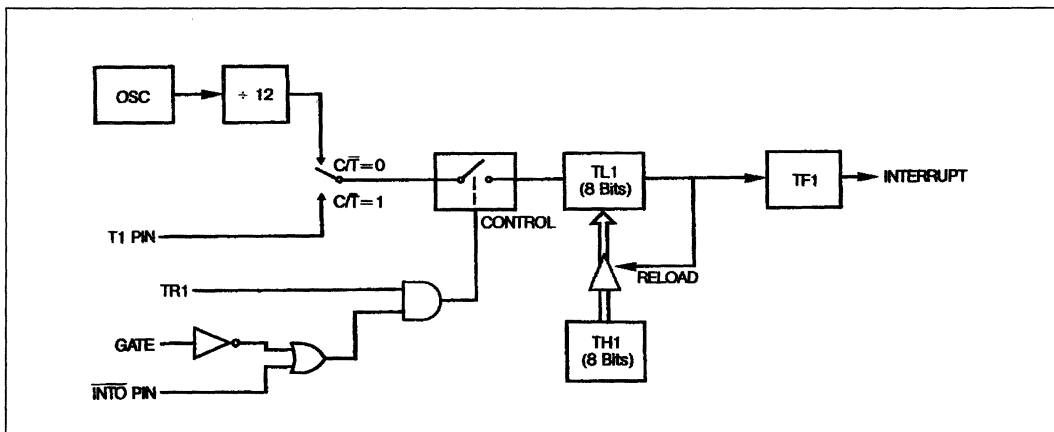 OSC
÷ 12
C/T̅=0
C/T̅=1
T1 PIN
CONTROL
TL1
(8 Bits)
TF1
INTERRUPT
RELOAD
TR1
TH1
(8 Bits)
GATE
I̅N̅T̅O̅ PIN